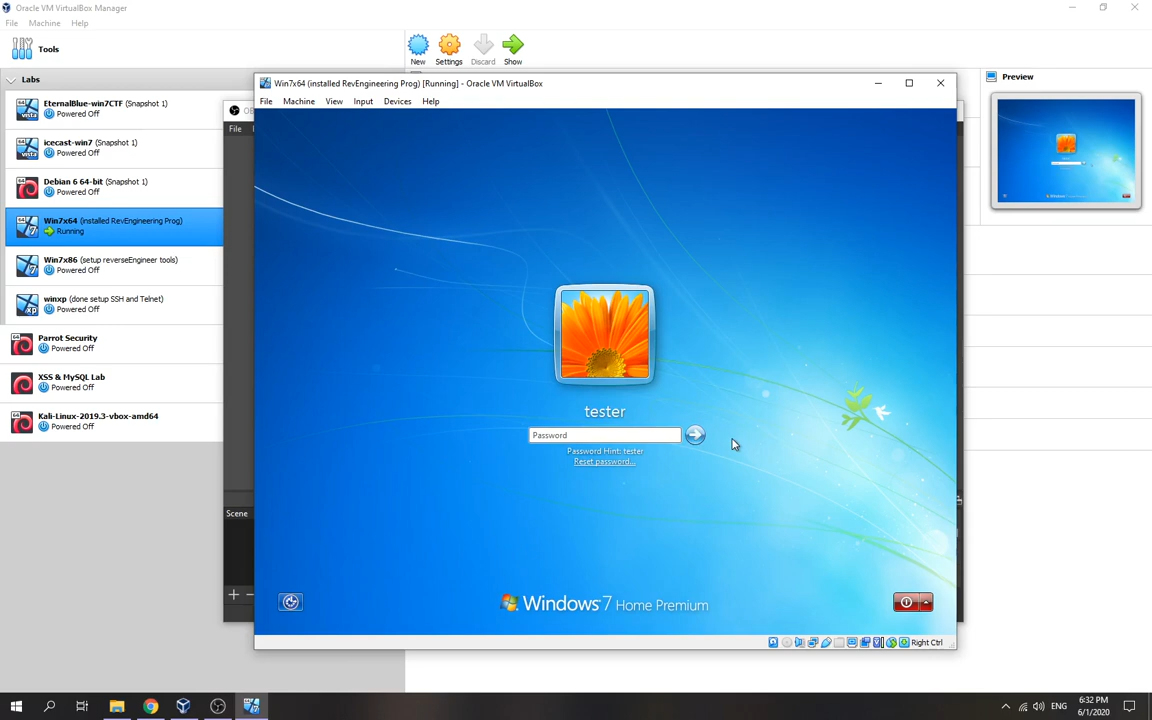 Oracle VM VirtualBox Manager
File Machine Help
Tools
New Settings Discard Show
Labs
EternalBlue-win7CTF (Snapshot 1)
Powered Off
icecast-win7 (Snapshot 1)
Powered Off
Debian 6 64-bit (Snapshot 1)
Powered Off
Win7x64 (installed RevEngineering Prog)
Running
Win7x86 (setup reverseEngineer tools)
Powered Off
winxp (done setup SSH and Telnet)
Powered Off
Parrot Security
Powered Off
XSS & MySQL Lab
Powered Off
Kali-Linux-2019.3-vbox-amd64
Powered Off
File
Scene
Win7x64 (installed RevEngineering Prog) [Running] - Oracle VM VirtualBox
File Machine View Input Devices Help
tester
Password
Password Hint: tester
Reset password...
Windows 7 Home Premium
Right Ctrl
Preview
ENG
6:32 PM
6/1/2020